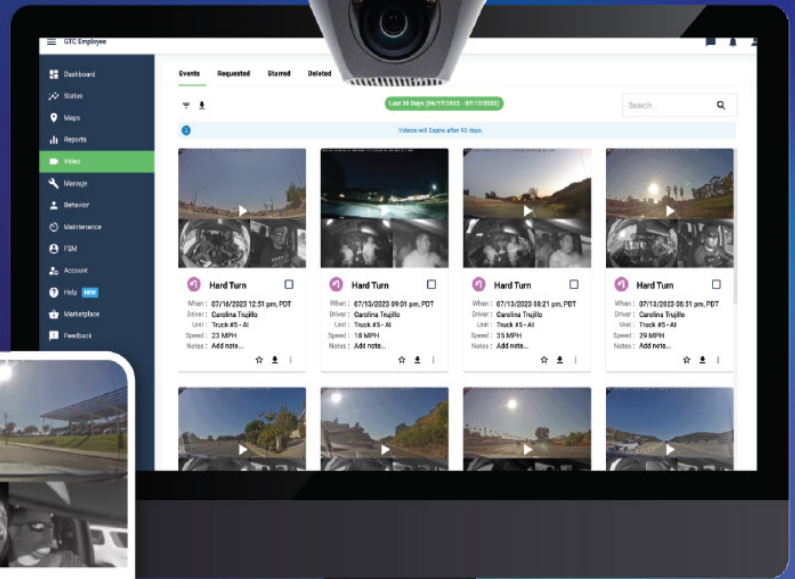 GTC Employee
Dashboard
Status
Maps
Reports
Video
Manage
Behavior
Maintenance
FSM
Account
Help NEW
Marketplace
Feedback
Events Requested Starred Deleted
Last 30 Days (06/17/2023 - 07/17/2023)
Search
Videos will Expire after 93 days.
Hard Turn
When : 07/16/2023 12:51 pm, PDT
Driver : Carolina Trujillo
Unit : Truck #5 - AI
Speed : 23 MPH
Notes : Add note...
Hard Turn
When : 07/13/2023 09:01 pm, PDT
Driver : Carolina Trujillo
Unit : Truck #5 - AI
Speed : 18 MPH
Notes : Add note...
Hard Turn
When : 07/13/2023 08:21 pm, PDT
Driver : Carolina Trujillo
Unit : Truck #5 - AI
Speed : 35 MPH
Notes : Add note...
Hard Turn
When : 07/13/2023 06:51 pm, PDT
Driver : Carolina Trujillo
Unit : Truck #5 - AI
Speed : 29 MPH
Notes : Add note...